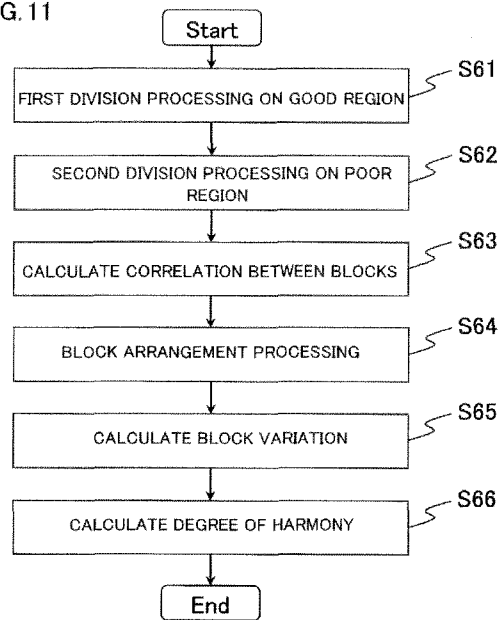 G. 11
Start
S61
FIRST DIVISION PROCESSING ON GOOD REGION
S62
SECOND DIVISION PROCESSING ON POOR
REGION
S63
CALCULATE CORRELATION BETWEEN BLOCKS
S64
BLOCK ARRANGEMENT PROCESSING
S65
CALCULATE BLOCK VARIATION
S66
CALCULATE DEGREE OF HARMONY
End